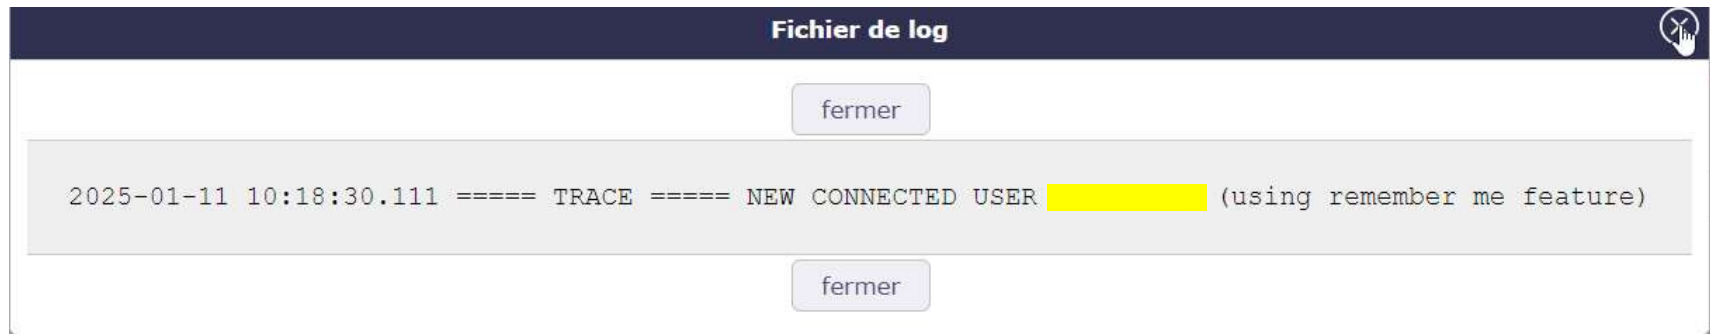 Fichier de log
fermer
2025-01-11 10:18:30.111 ===== TRACE ===== NEW CONNECTED USER (using remember me feature)
fermer